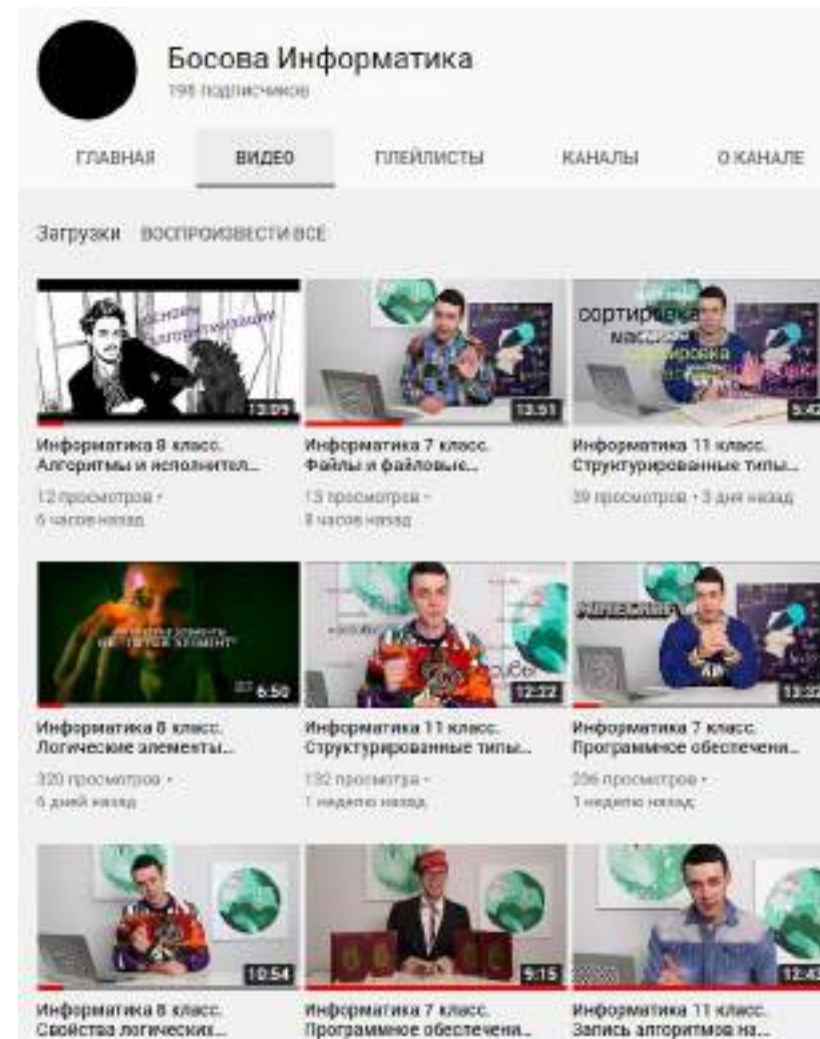 Босова Информатика
198 подписчиков
ГЛАВНАЯ ВИДЕО ПЛЕЙЛИСТЫ КАНАЛЫ О КАНАЛЕ
Загрузки ВОСПРОИЗВЕСТИ ВСЕ
основы
алгоритмизации
сортировка
13:09
13:51
5:42
Информатика 8 класс.
Алгоритмы и исполнител...
12 просмотров •
6 часов назад
Информатика 7 класс.
Файлы и файловые...
13 просмотров •
8 часов назад
Информатика 11 класс.
Структурированные типы...
39 просмотров • 3 дня назад
MINECRAFT
6:50
12:22
13:32
Информатика 8 класс.
Логические элементы...
320 просмотров •
6 дней назад
Информатика 11 класс.
Структурированные типы...
132 просмотра •
1 неделю назад
Информатика 7 класс.
Программное обеспечени...
236 просмотров •
1 неделю назад
10:54
9:15
12:43
Информатика 8 класс.
Свойства логических...
Информатика 7 класс.
Программное обеспечени...
Информатика 11 класс.
Запись алгоритмов на...